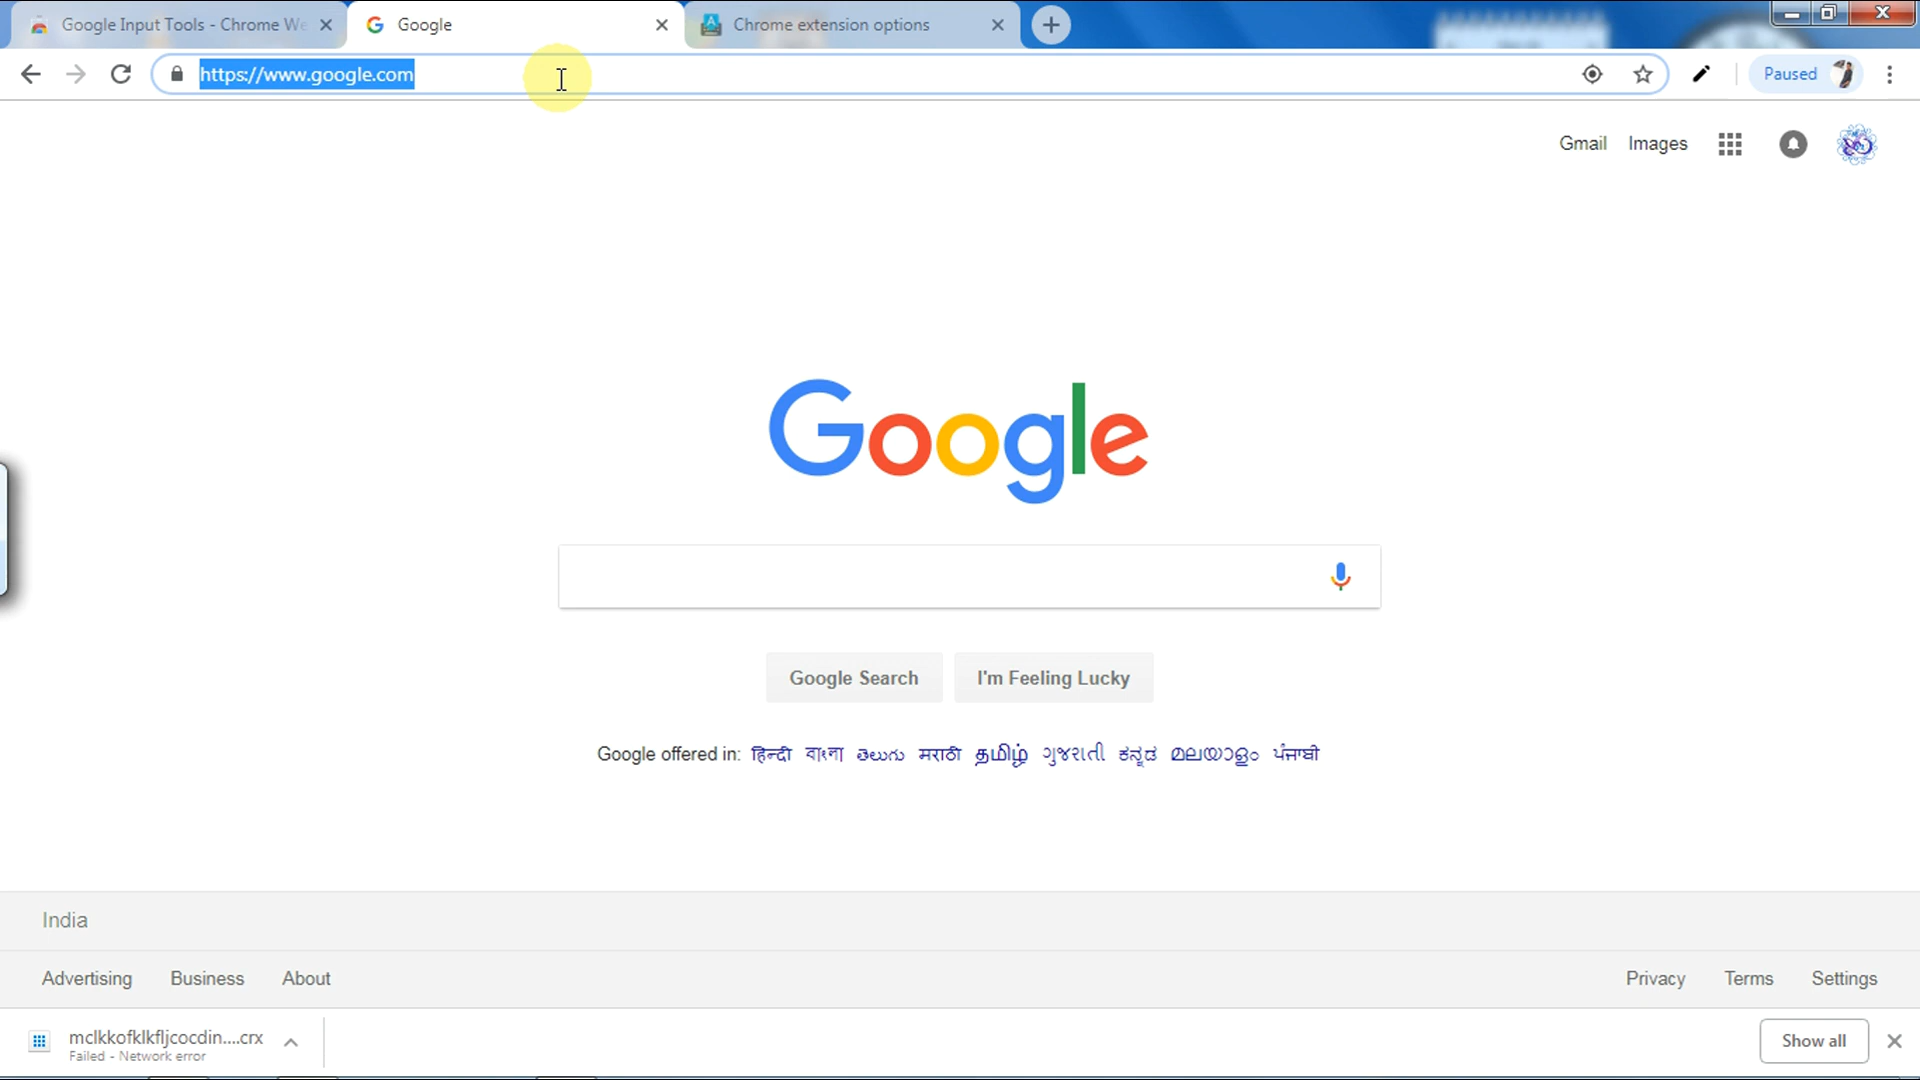 Google Input Tools - Chrome We
Google
Chrome extension options
https://www.google.com
Paused
Gmail Images
Google
Google Search
I'm Feeling Lucky
Google offered in: हिन्दी বাংলা తెలుగు मराठी தமிழ் ગુજરાતી ಕನ್ನಡ മലയാളം ਪੰਜਾਬੀ
India
Advertising Business About
Privacy Terms Settings
mclkkofklkfljcocdin....crx
Failed - Network error
Show all